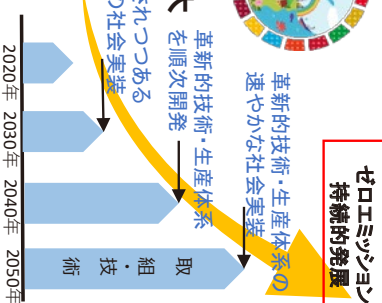 ゼロエミッション
持続的発展
革新的技術・生産体系の
速やかな社会実装
革新的技術・生産体系
を順次開発
つつある
の社会実装
取
組・技
術
2020年
2030年
2040年
2050年